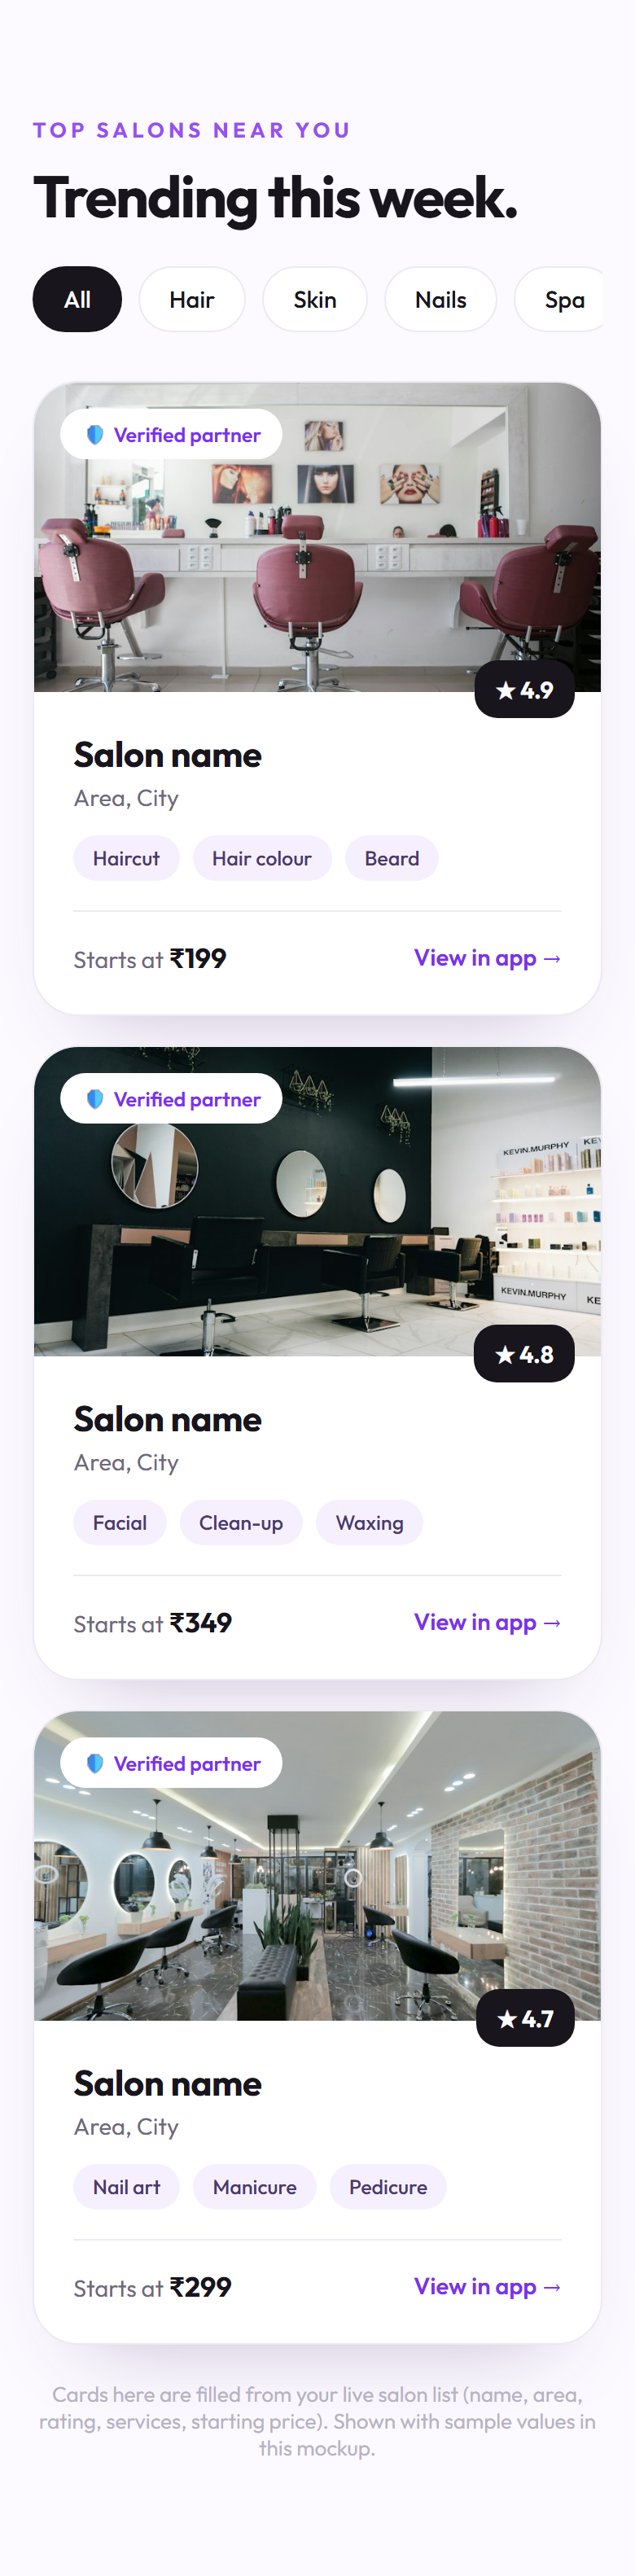 TOP SALONS NEAR YOU
Trending this week.
All
Hair
Skin
Nails
Spa
Verified partner
★ 4.9
Salon name
Area, City
Haircut
Hair colour
Beard
Starts at ₹199
View in app →
Verified partner
KEVIN.MURPHY
KEV
KEVIN.MURPHY
KE
★ 4.8
Salon name
Area, City
Facial
Clean-up
Waxing
Starts at ₹349
View in app →
Verified partner
★ 4.7
Salon name
Area, City
Nail art
Manicure
Pedicure
Starts at ₹299
View in app →
Cards here are filled from your live salon list (name, area,
rating, services, starting price). Shown with sample values in
this mockup.